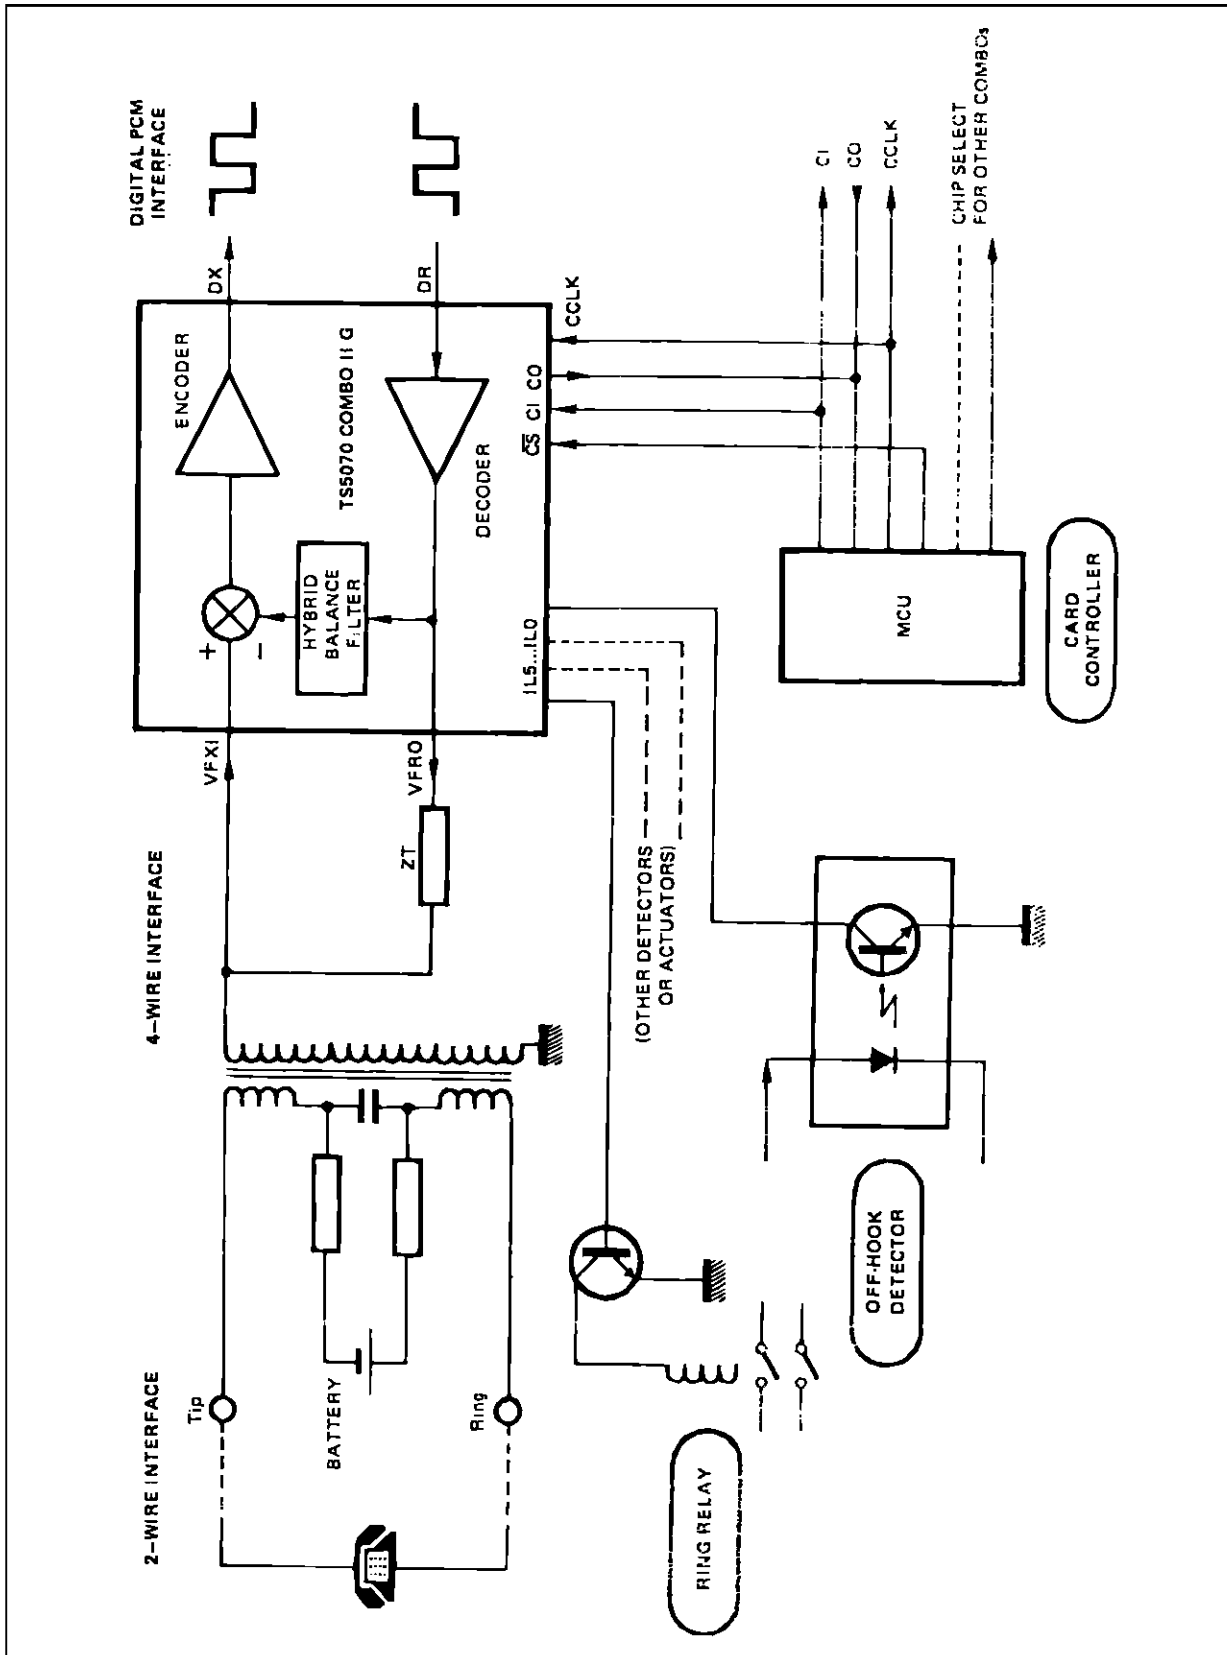 2-WIRE INTERFACE
4-WIRE INTERFACE
DIGITAL PCM
INTERFACE
Tip
BATTERY
Ring
VFXI
VFRO
ZT
+
−
HYBRID
BALANCE
FILTER
ENCODER
DECODER
TS5070 COMBO II G
DX
DR
IL5...IL0
CS CI CO
CCLK
(OTHER DETECTORS
OR ACTUATORS)
CI
CO
CCLK
CHIP SELECT
FOR OTHER COMBOs
MCU
CARD
CONTROLLER
OFF-HOOK
DETECTOR
RING RELAY